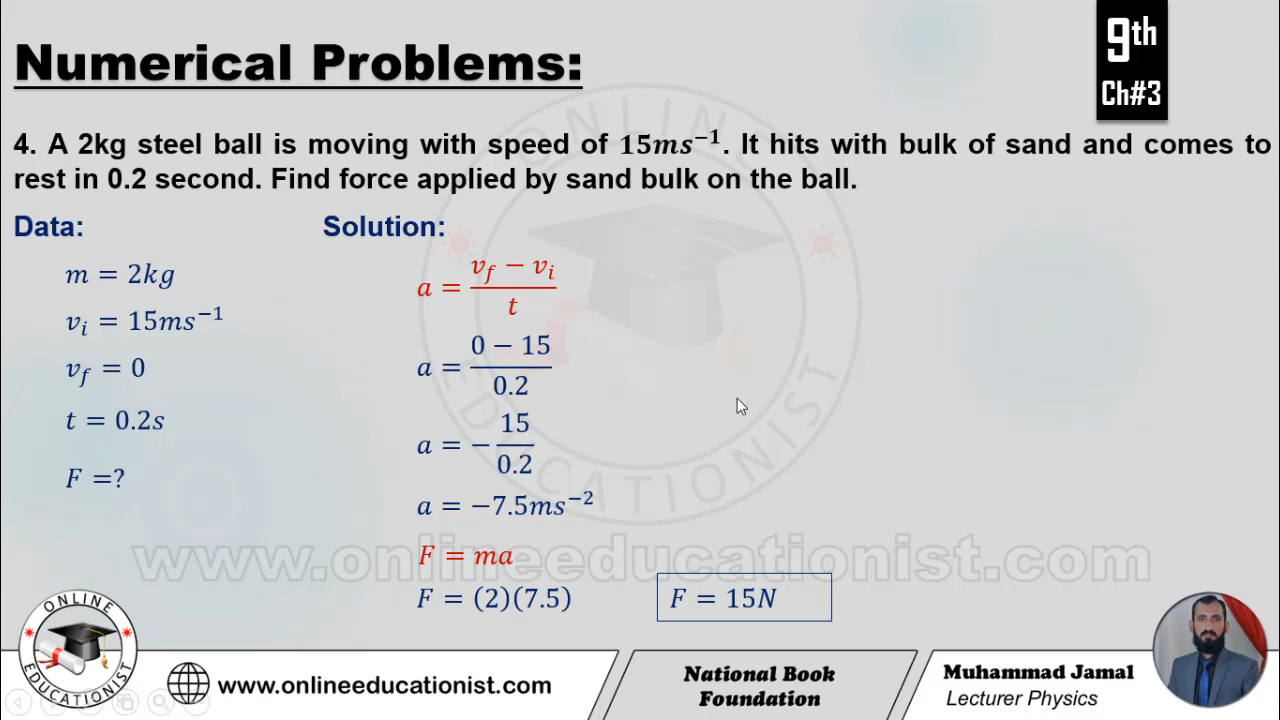 Numerical Problems:
9th
Ch#3
4. A 2kg steel ball is moving with speed of 15ms⁻¹. It hits with bulk of sand and comes to
rest in 0.2 second. Find force applied by sand bulk on the ball.
Data:
m = 2kg
vᵢ = 15ms⁻¹
v_f = 0
t = 0.2s
F =?
Solution:
a = (v_f − vᵢ)/t
a = (0 − 15)/0.2
a = −15/0.2
a = −7.5ms⁻²
F = ma
F = (2)(7.5)
F = 15N
ONLINE EDUCATIONIST
www.onlineeducationist.com
ONLINE EDUCATIONIST
www.onlineeducationist.com
National Book
Foundation
Muhammad Jamal
Lecturer Physics